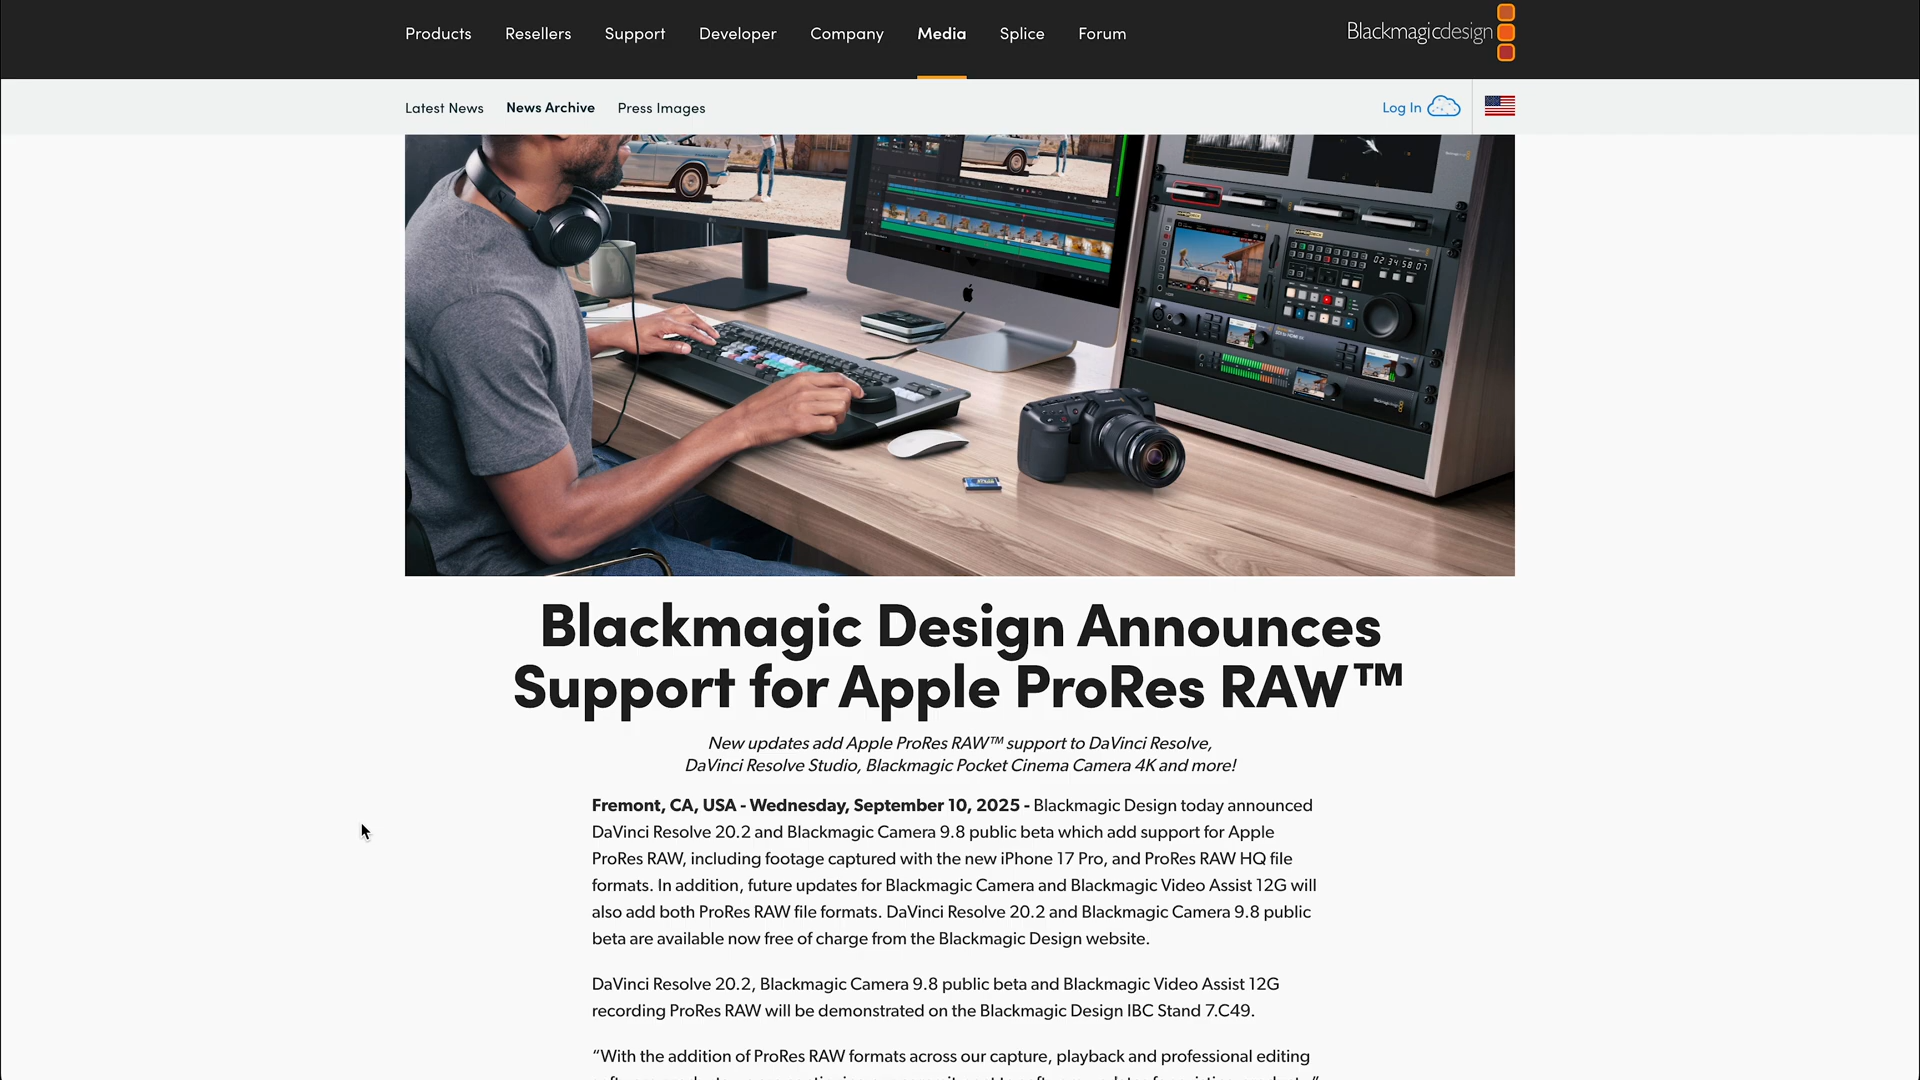 Products Resellers Support Developer Company Media Splice Forum
Blackmagicdesign
Latest News News Archive Press Images
Log In
Blackmagic Design Announces
Support for Apple ProRes RAW™
New updates add Apple ProRes RAW™ support to DaVinci Resolve,
DaVinci Resolve Studio, Blackmagic Pocket Cinema Camera 4K and more!
Fremont, CA, USA - Wednesday, September 10, 2025 - Blackmagic Design today announced
DaVinci Resolve 20.2 and Blackmagic Camera 9.8 public beta which add support for Apple
ProRes RAW, including footage captured with the new iPhone 17 Pro, and ProRes RAW HQ file
formats. In addition, future updates for Blackmagic Camera and Blackmagic Video Assist 12G will
also add both ProRes RAW file formats. DaVinci Resolve 20.2 and Blackmagic Camera 9.8 public
beta are available now free of charge from the Blackmagic Design website.
DaVinci Resolve 20.2, Blackmagic Camera 9.8 public beta and Blackmagic Video Assist 12G
recording ProRes RAW will be demonstrated on the Blackmagic Design IBC Stand 7.C49.
“With the addition of ProRes RAW formats across our capture, playback and professional editing